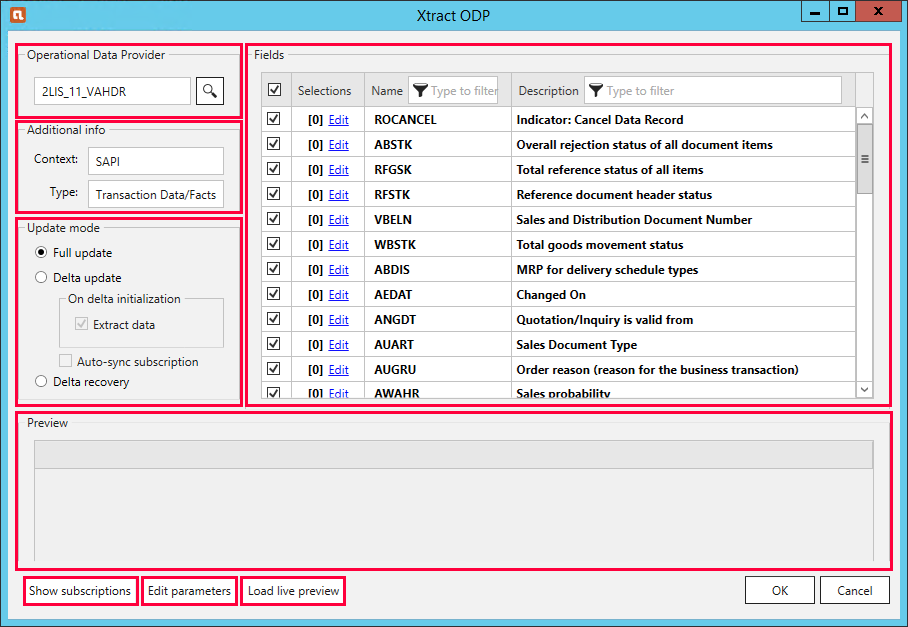 Xtract ODP
Operational Data Provider
2LIS_11_VAHDR
Additional info
Context: SAPI
Type: Transaction Data/Facts
Update mode
Full update
Delta update
On delta initialization
Extract data
Auto-sync subscription
Delta recovery
Fields
Selections Name Type to filter Description Type to filter
[0] Edit ROCANCEL Indicator: Cancel Data Record
[0] Edit ABSTK Overall rejection status of all document items
[0] Edit RFGSK Total reference status of all items
[0] Edit RFSTK Reference document header status
[0] Edit VBELN Sales and Distribution Document Number
[0] Edit WBSTK Total goods movement status
[0] Edit ABDIS MRP for delivery schedule types
[0] Edit AEDAT Changed On
[0] Edit ANGDT Quotation/Inquiry is valid from
[0] Edit AUART Sales Document Type
[0] Edit AUGRU Order reason (reason for the business transaction)
[0] Edit AWAHR Sales probability
Preview
Show subscriptions Edit parameters Load live preview OK Cancel